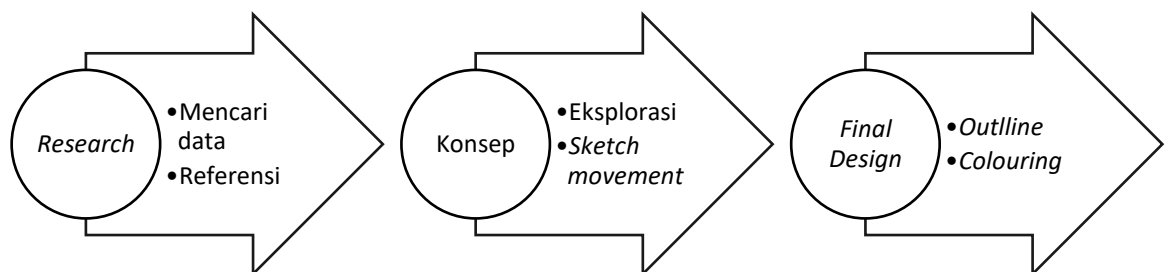 Research
•Mencari
data
•Referensi
Konsep
•Eksplorasi
•Sketch
movement
Final
Design
•Outlline
•Colouring